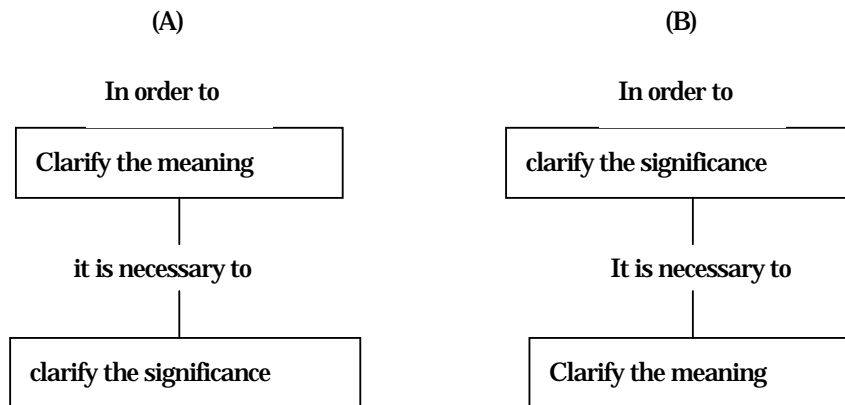 (A)
In order to
Clarify the meaning
it is necessary to
clarify the significance
(B)
In order to
clarify the significance
It is necessary to
Clarify the meaning